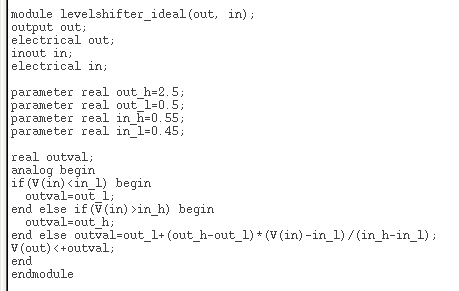 module levelshifter_ideal(out, in);
output out;
electrical out;
inout in;
electrical in;

parameter real out_h=2.5;
parameter real out_l=0.5;
parameter real in_h=0.55;
parameter real in_l=0.45;

real outval;
analog begin
if(V(in)<in_l) begin
  outval=out_l;
end else if(V(in)>in_h) begin
  outval=out_h;
end else outval=out_l+(out_h-out_l)*(V(in)-in_l)/(in_h-in_l);
V(out)<+outval;
end
endmodule